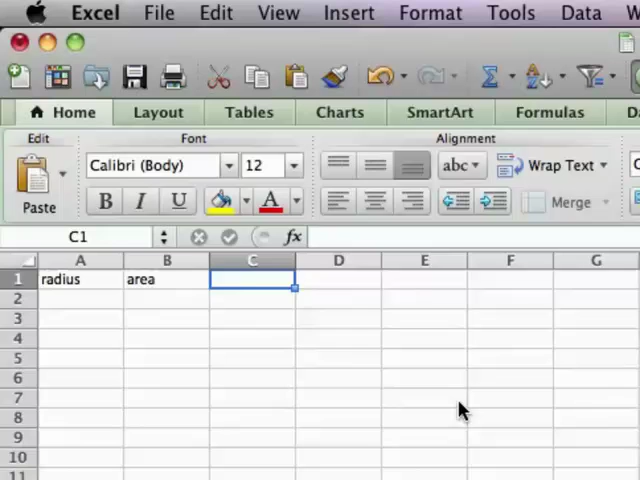 Excel File Edit View Insert Format Tools Data
Home Layout Tables Charts SmartArt Formulas
Edit Font Alignment
Calibri (Body) 12 abc Wrap Text
Paste B I U A Merge
C1 fx
A B C D E F G
1 radius area
2
3
4
5
6
7
8
9
10
11